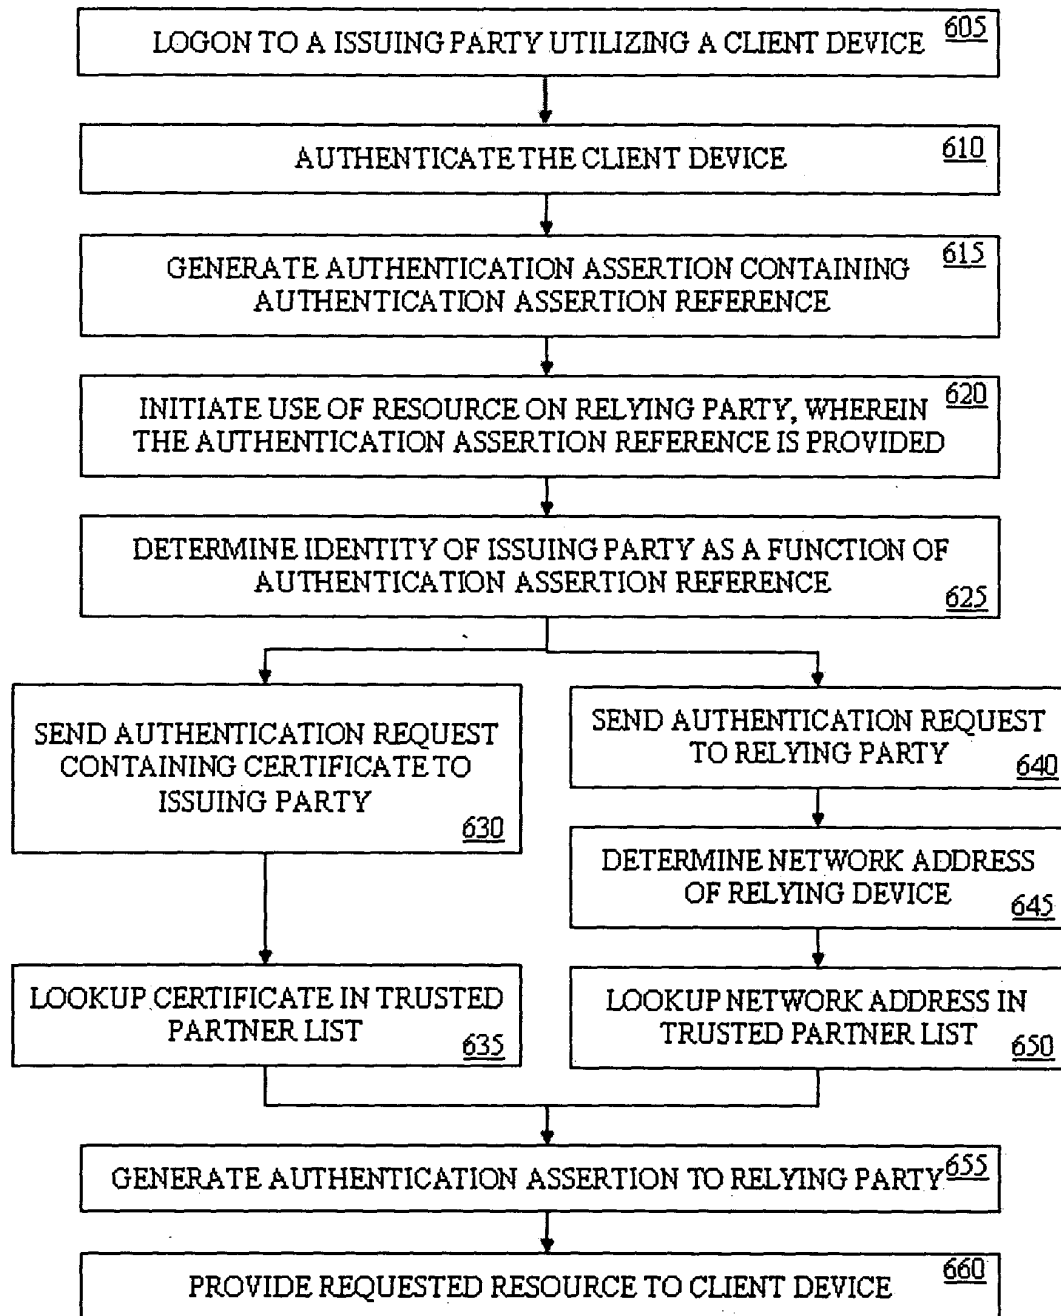 605
LOGON TO A ISSUING PARTY UTILIZING A CLIENT DEVICE
610
AUTHENTICATE THE CLIENT DEVICE
615
GENERATE AUTHENTICATION ASSERTION CONTAINING
AUTHENTICATION ASSERTION REFERENCE
620
INITIATE USE OF RESOURCE ON RELYING PARTY, WHEREIN
THE AUTHENTICATION ASSERTION REFERENCE IS PROVIDED
DETERMINE IDENTITY OF ISSUING PARTY AS A FUNCTION OF
AUTHENTICATION ASSERTION REFERENCE
625
SEND AUTHENTICATION REQUEST
CONTAINING CERTIFICATE TO
ISSUING PARTY
630
LOOKUP CERTIFICATE IN TRUSTED
PARTNER LIST
635
SEND AUTHENTICATION REQUEST
TO RELYING PARTY
640
DETERMINE NETWORK ADDRESS
OF RELYING DEVICE
645
LOOKUP NETWORK ADDRESS IN
TRUSTED PARTNER LIST
650
GENERATE AUTHENTICATION ASSERTION TO RELYING PARTY
655
PROVIDE REQUESTED RESOURCE TO CLIENT DEVICE
660